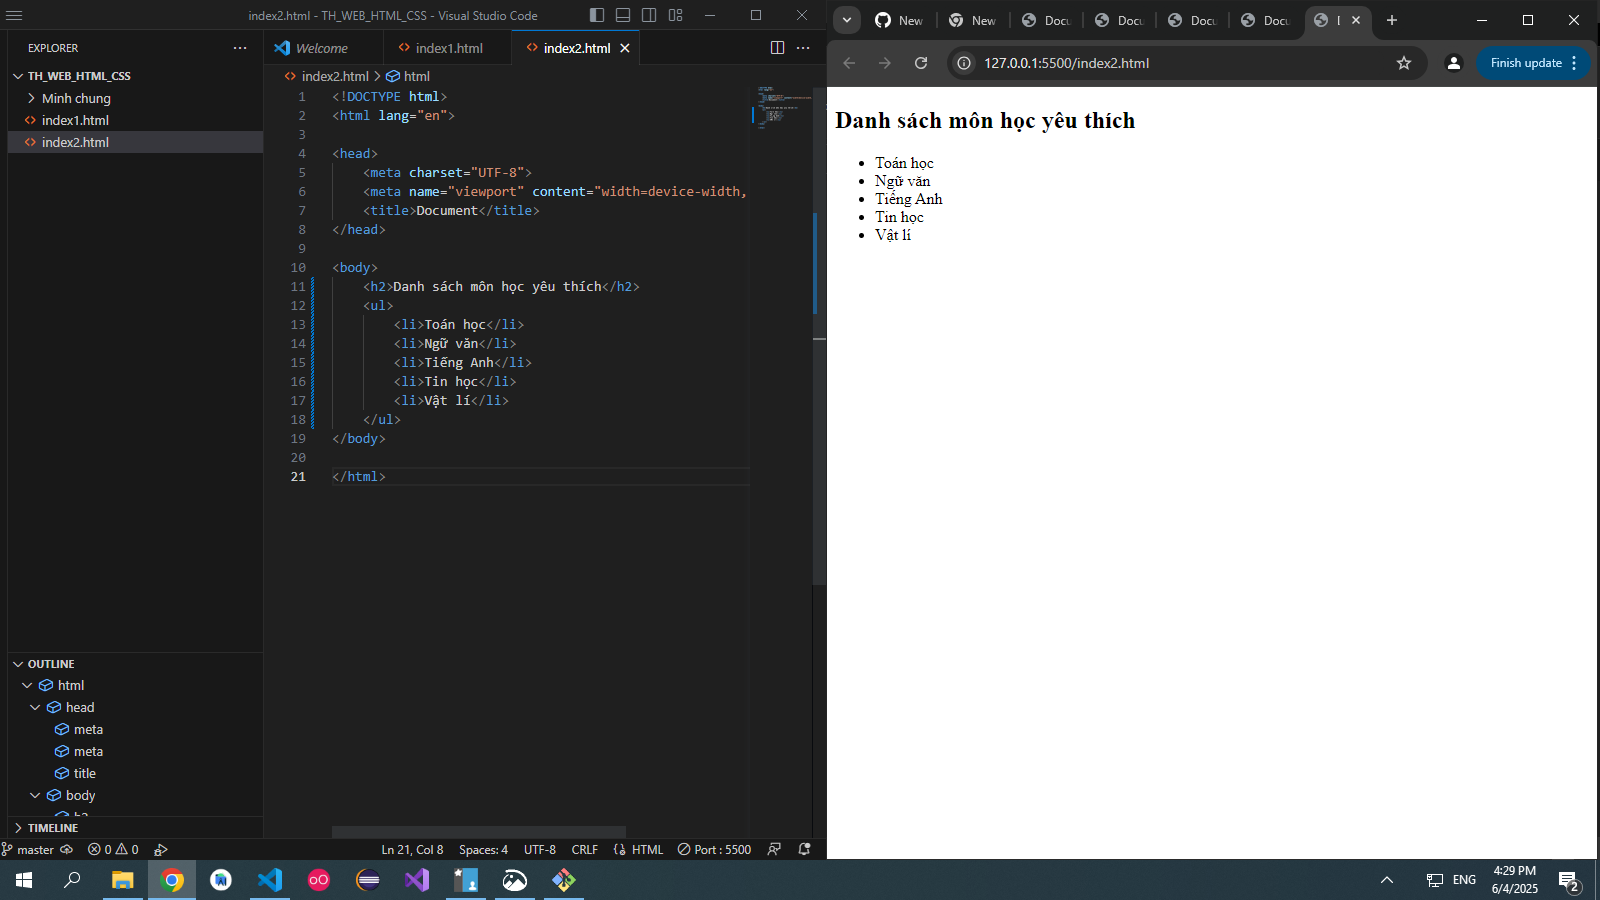 index2.html - TH_WEB_HTML_CSS - Visual Studio Code
EXPLORER
TH_WEB_HTML_CSS
Minh chung
index1.html
index2.html
Welcome
index1.html
index2.html
index2.html > html
1 <!DOCTYPE html>
2 <html lang="en">
3
4 <head>
5 <meta charset="UTF-8">
6 <meta name="viewport" content="width=device-width,
7 <title>Document</title>
8 </head>
9
10 <body>
11 <h2>Danh sách môn học yêu thích</h2>
12 <ul>
13 <li>Toán học</li>
14 <li>Ngữ văn</li>
15 <li>Tiếng Anh</li>
16 <li>Tin học</li>
17 <li>Vật lí</li>
18 </ul>
19 </body>
20
21 </html>
OUTLINE
html
head
meta
meta
title
body
h2
TIMELINE
master
0 0
Ln 21, Col 8
Spaces: 4
UTF-8
CRLF
HTML
Port : 5500
New
New
Docu
Docu
Docu
Docu
127.0.0.1:5500/index2.html
Finish update
Danh sách môn học yêu thích
• Toán học
• Ngữ văn
• Tiếng Anh
• Tin học
• Vật lí
ENG
4:29 PM
6/4/2025
2